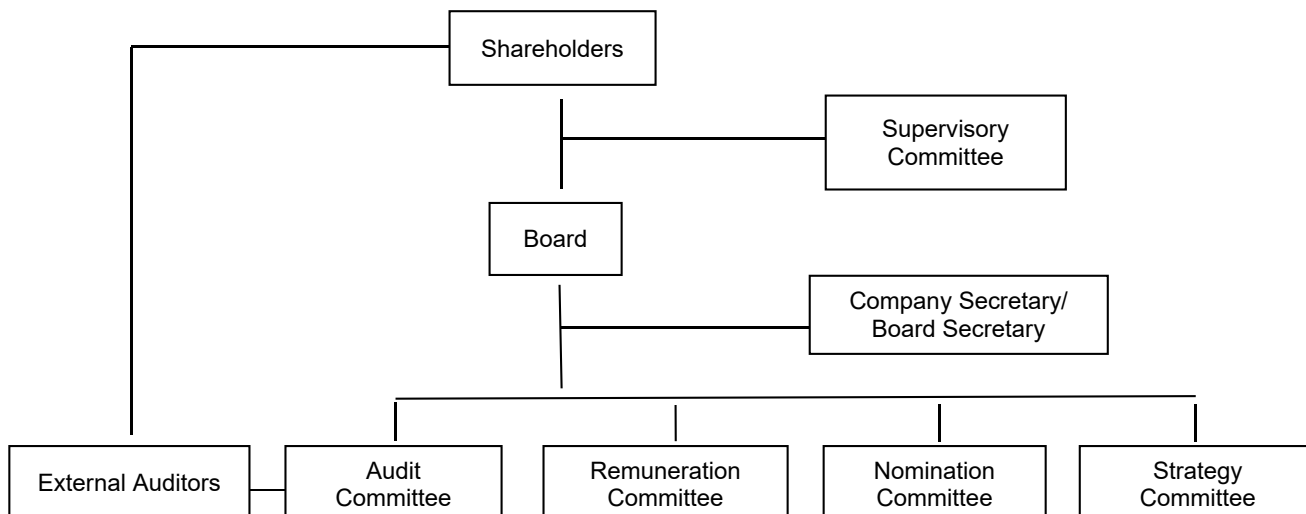 Shareholders
Supervisory
Committee
Board
Company Secretary/
Board Secretary
External Auditors
Audit
Committee
Remuneration
Committee
Nomination
Committee
Strategy
Committee